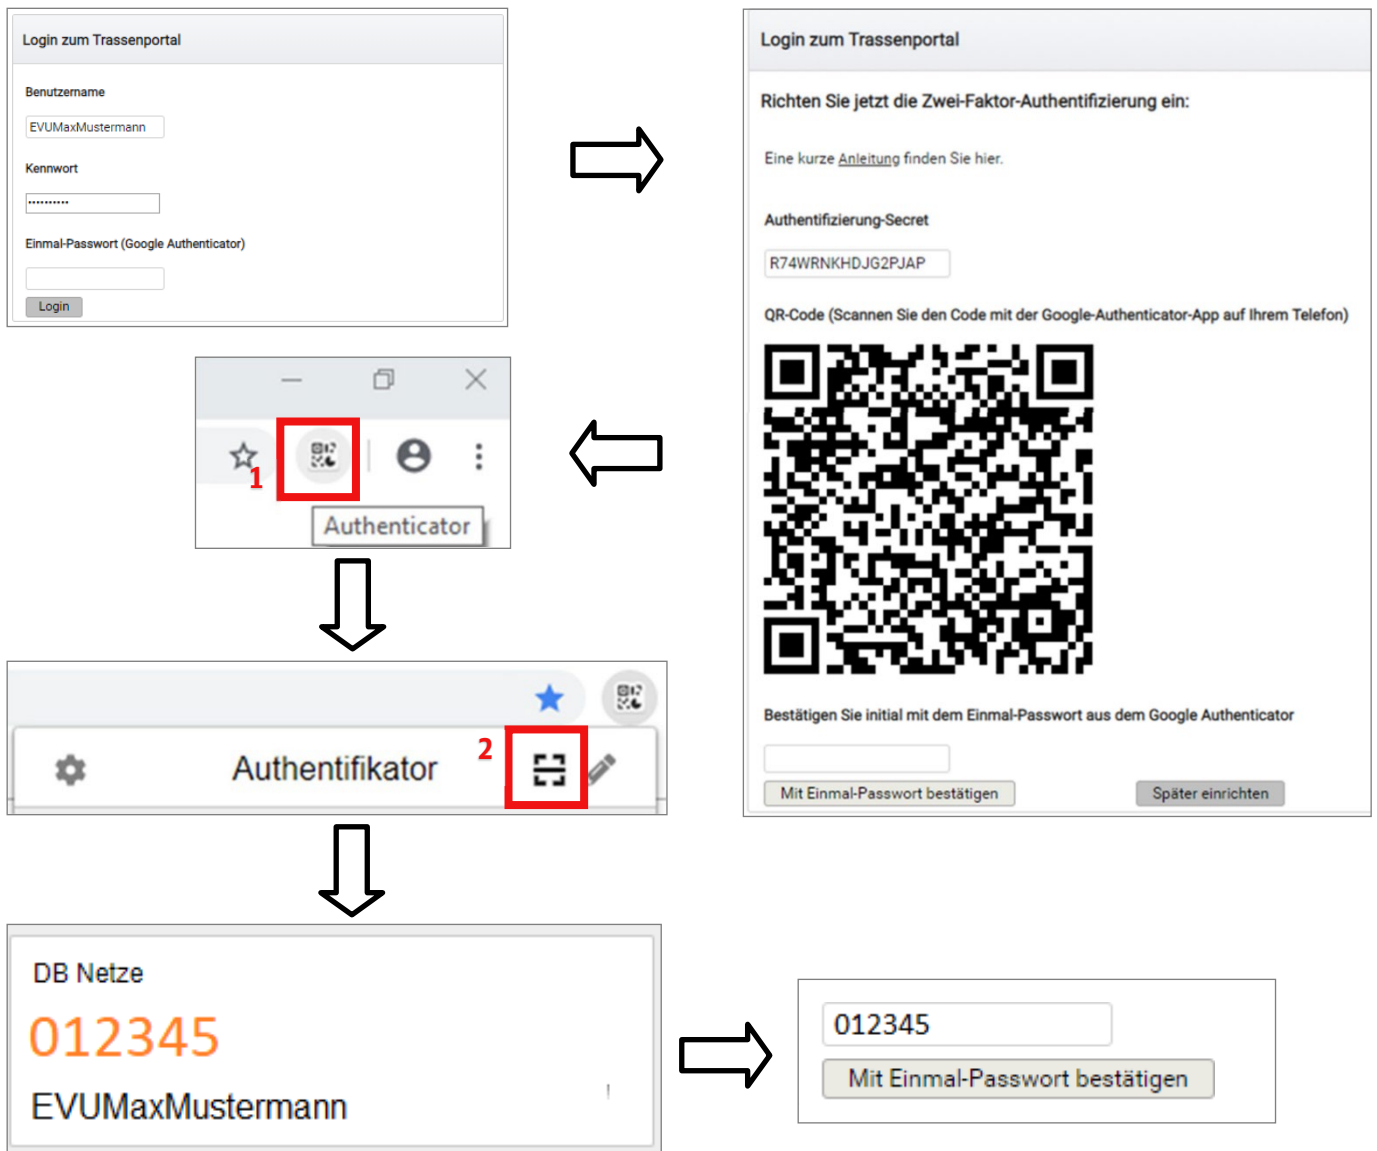 Login zum Trassenportal
Benutzername
EVUMaxMustermann
Kennwort
Einmal-Passwort (Google Authenticator)
Login
Login zum Trassenportal
Richten Sie jetzt die Zwei-Faktor-Authentifizierung ein:
Eine kurze Anleitung finden Sie hier.
Authentifizierung-Secret
R74WRNKHDJG2PJAP
QR-Code (Scannen Sie den Code mit der Google-Authenticator-App auf Ihrem Telefon)
Bestätigen Sie initial mit dem Einmal-Passwort aus dem Google Authenticator
Mit Einmal-Passwort bestätigen
Später einrichten
1
Authenticator
Authentifikator
2
DB Netze
012345
EVUMaxMustermann
012345
Mit Einmal-Passwort bestätigen